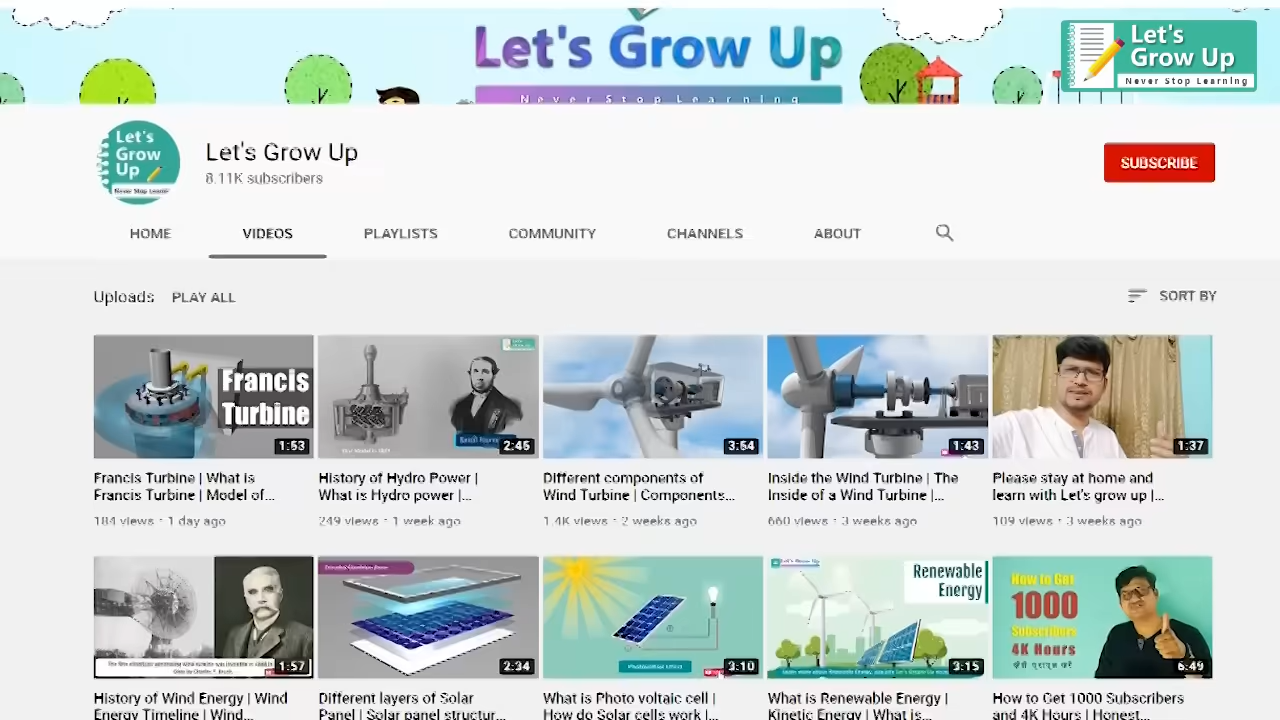 Let's Grow Up
Never Stop Learning
Let's
Grow Up
Never Stop Learning
Let's
Grow
Up
Never Stop Learn
Let's Grow Up
8.11K subscribers
SUBSCRIBE
HOME VIDEOS PLAYLISTS COMMUNITY CHANNELS ABOUT
Uploads PLAY ALL SORT BY
Francis
Turbine
1:53 2:45 3:54 1:43 1:37
Francis Turbine | What is
Francis Turbine | Model of...
184 views · 1 day ago
History of Hydro Power |
What is Hydro power |...
249 views · 1 week ago
Different components of
Wind Turbine | Components...
1.4K views · 2 weeks ago
Inside the Wind Turbine | The
Inside of a Wind Turbine |...
660 views · 3 weeks ago
Please stay at home and
learn with Let's grow up |...
109 views · 3 weeks ago
Renewable
Energy
How to Get
1000
Subscribers
4K Hours
1:57 2:34 3:10 3:15 6:49
History of Wind Energy | Wind
Energy Timeline | Wind...
Different layers of Solar
Panel | Solar panel structur...
What is Photo voltaic cell |
How do Solar cells work |...
What is Renewable Energy |
Kinetic Energy | What is...
How to Get 1000 Subscribers
and 4K Hours | Honest...